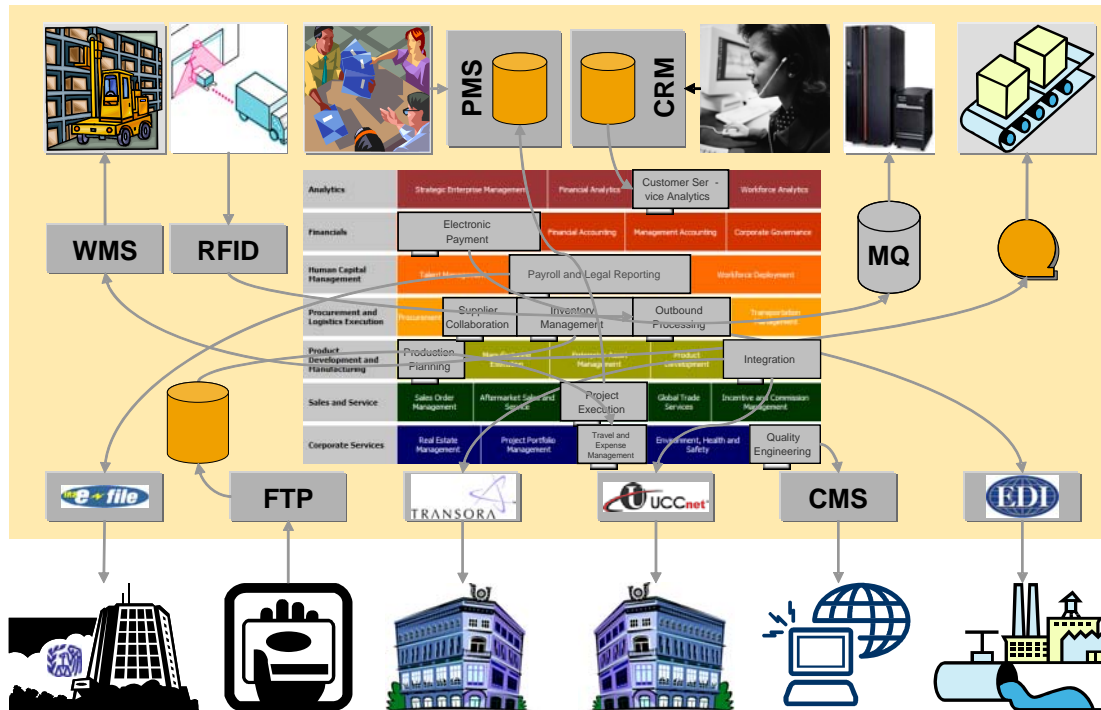 PMS
CRM
Analytics
Strategic Enterprise Management
Financial Analytics
Customer Ser -
vice Analytics
Workforce Analytics
WMS
RFID
Financials
Electronic
Payment
Financial Accounting
Management Accounting
Corporate Governance
MQ
Human Capital
Management
Payroll and Legal Reporting
Workforce Deployment
Procurement and
Logistics Execution
Procurement
Supplier
Collaboration
Inventory
Management
Outbound
Processing
Transportation
Management
Product
Development and
Manufacturing
Production
Planning
Management
Product
Development
Integration
Sales and Service
Sales Order
Management
Aftermarket Sales and
Service
Project
Execution
Global Trade
Services
Incentive and Commission
Management
Corporate Services
Real Estate
Management
Project Portfolio
Management
Travel and
Expense
Management
Environment, Health and
Safety
Quality
Engineering
e file
FTP
TRANSORA
UCCnet
CMS
EDI